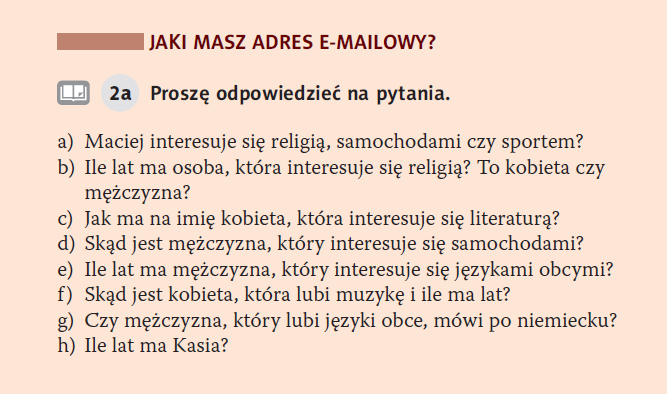 JAKI MASZ ADRES E-MAILOWY?
2a Proszę odpowiedzieć na pytania.
a) Maciej interesuje się religią, samochodami czy sportem?
b) Ile lat ma osoba, która interesuje się religią? To kobieta czy
mężczyzna?
c) Jak ma na imię kobieta, która interesuje się literaturą?
d) Skąd jest mężczyzna, który interesuje się samochodami?
e) Ile lat ma mężczyzna, który interesuje się językami obcymi?
f) Skąd jest kobieta, która lubi muzykę i ile ma lat?
g) Czy mężczyzna, który lubi języki obce, mówi po niemiecku?
h) Ile lat ma Kasia?